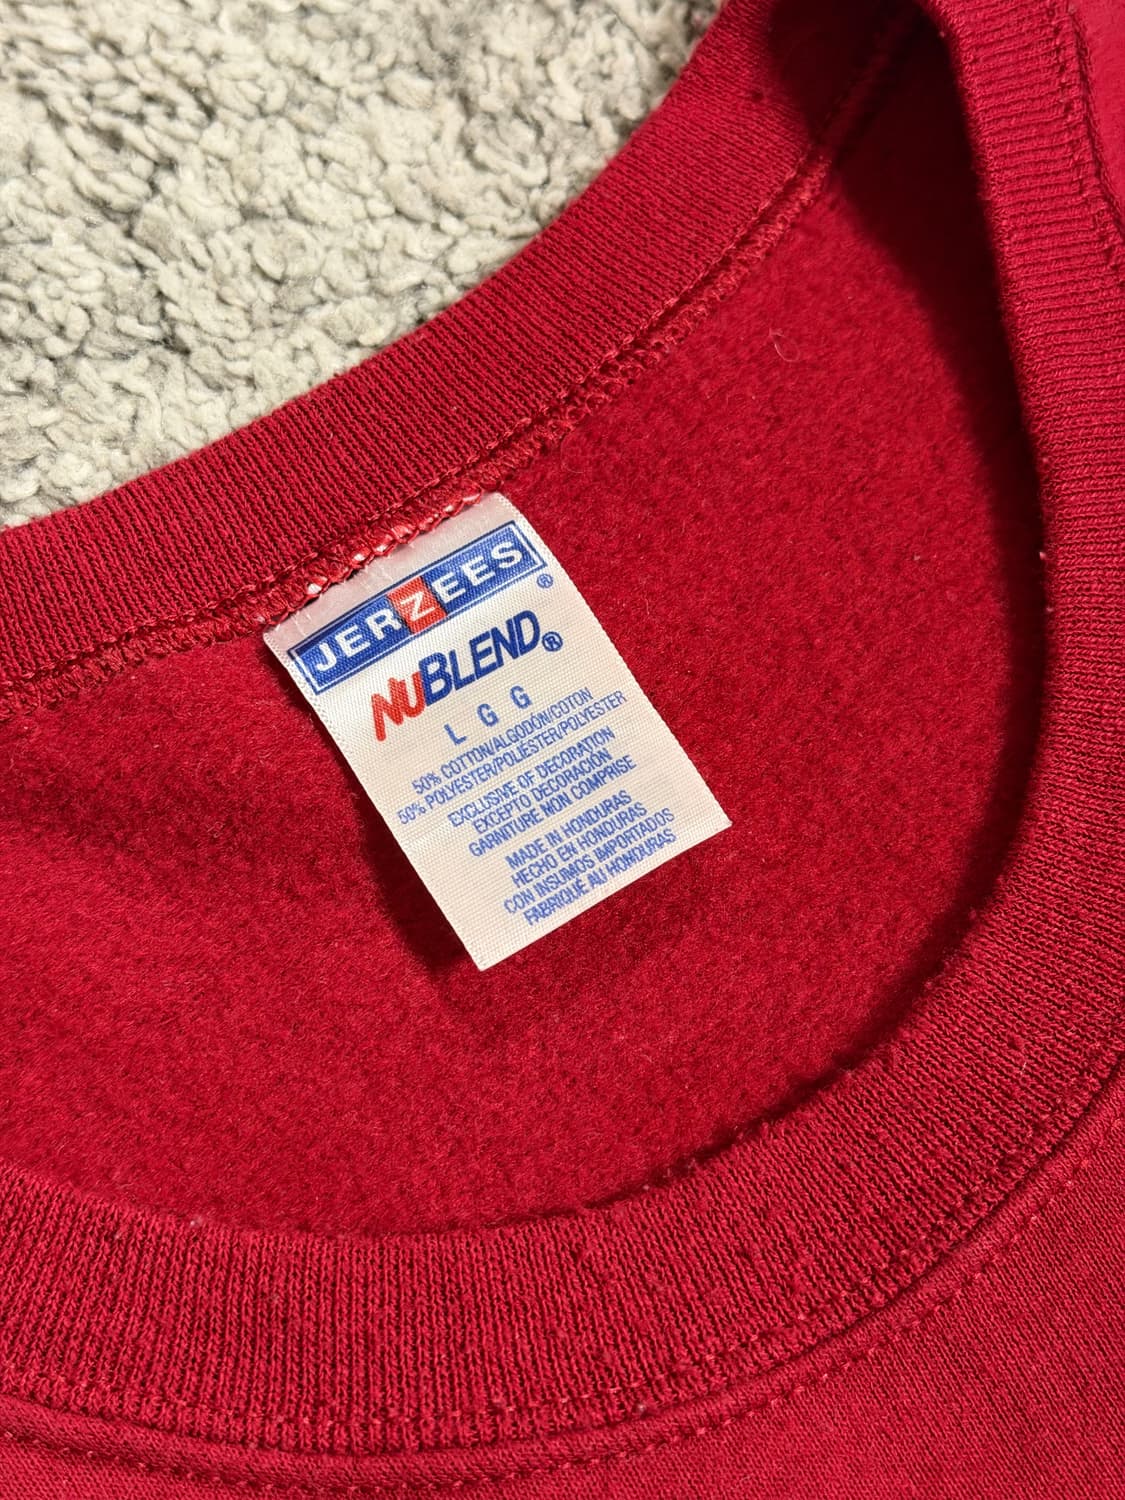 JERZEES®
NUBLEND®
L G G
50% COTTON/ALGODÓN/COTON
50% POLYESTER/POLIÉSTER/POLYESTER
EXCLUSIVE OF DECORATION
EXCEPTO DECORACIÓN
GARNITURE NON COMPRISE
MADE IN HONDURAS
HECHO EN HONDURAS
CON INSUMOS IMPORTADOS
FABRIQUÉ AU HONDURAS